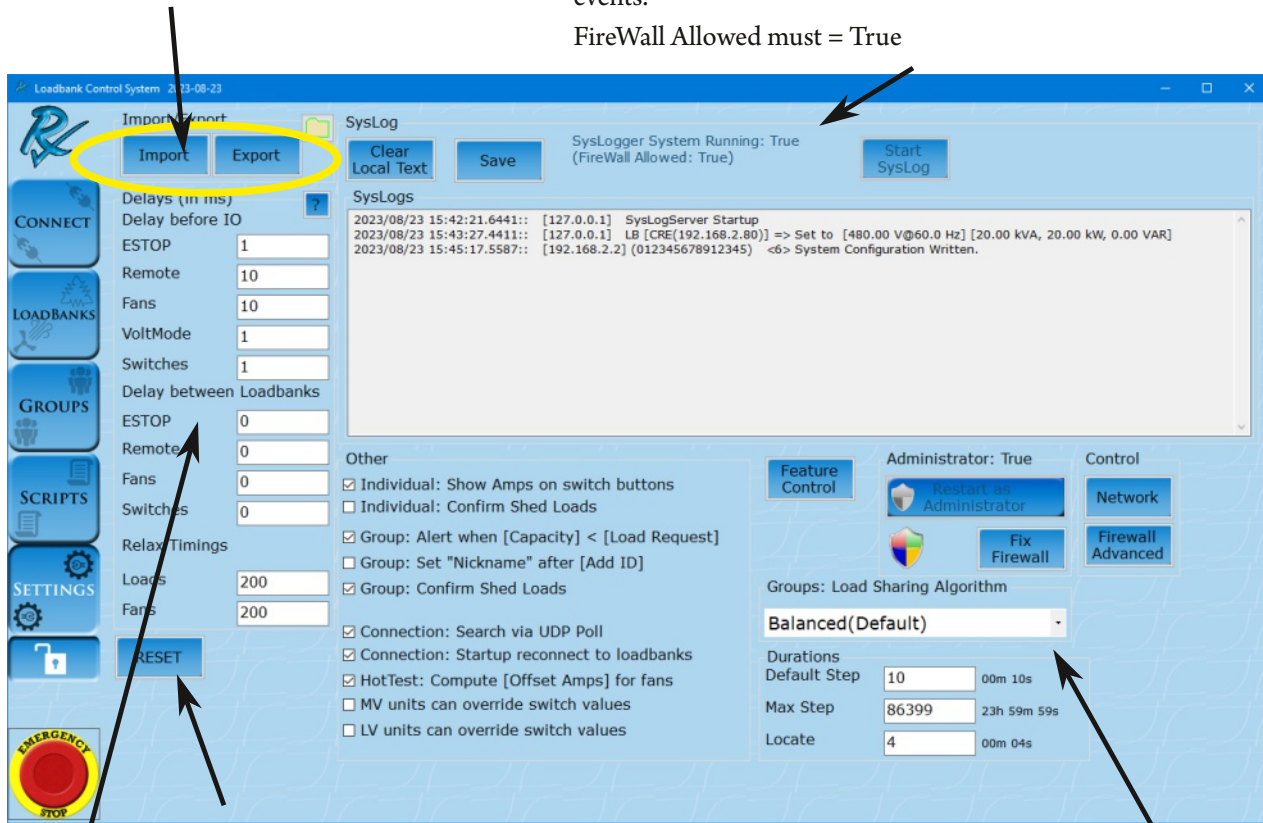 events.
FireWall Allowed must = True
Loadbank Control System 2023-08-23
Rx
Import/Export
Import
Export
SysLog
Clear
Local Text
Save
SysLogger System Running: True
(FireWall Allowed: True)
Start
SysLog
SysLogs
2023/08/23 15:42:21.6441:: [127.0.0.1] SysLogServer Startup
2023/08/23 15:43:27.4411:: [127.0.0.1] LB [CRE(192.168.2.80)] => Set to [480.00 V@60.0 Hz] [20.00 kVA, 20.00 kW, 0.00 VAR]
2023/08/23 15:45:17.5587:: [192.168.2.2] (012345678912345) <6> System Configuration Written.
CONNECT
LOADBANKS
GROUPS
SCRIPTS
SETTINGS
EMERGENCY
STOP
Delays (in ms)
?
Delay before IO
ESTOP 1
Remote 10
Fans 10
VoltMode 1
Switches 1
Delay between Loadbanks
ESTOP 0
Remote 0
Fans 0
Switches 0
Relax Timings
Loads 200
Fans 200
RESET
Other
Individual: Show Amps on switch buttons
Individual: Confirm Shed Loads
Group: Alert when [Capacity] < [Load Request]
Group: Set "Nickname" after [Add ID]
Group: Confirm Shed Loads
Connection: Search via UDP Poll
Connection: Startup reconnect to loadbanks
HotTest: Compute [Offset Amps] for fans
MV units can override switch values
LV units can override switch values
Feature
Control
Administrator: True
Restart as
Administrator
Fix
Firewall
Control
Network
Firewall
Advanced
Groups: Load Sharing Algorithm
Balanced(Default)
Durations
Default Step 10 00m 10s
Max Step 86399 23h 59m 59s
Locate 4 00m 04s